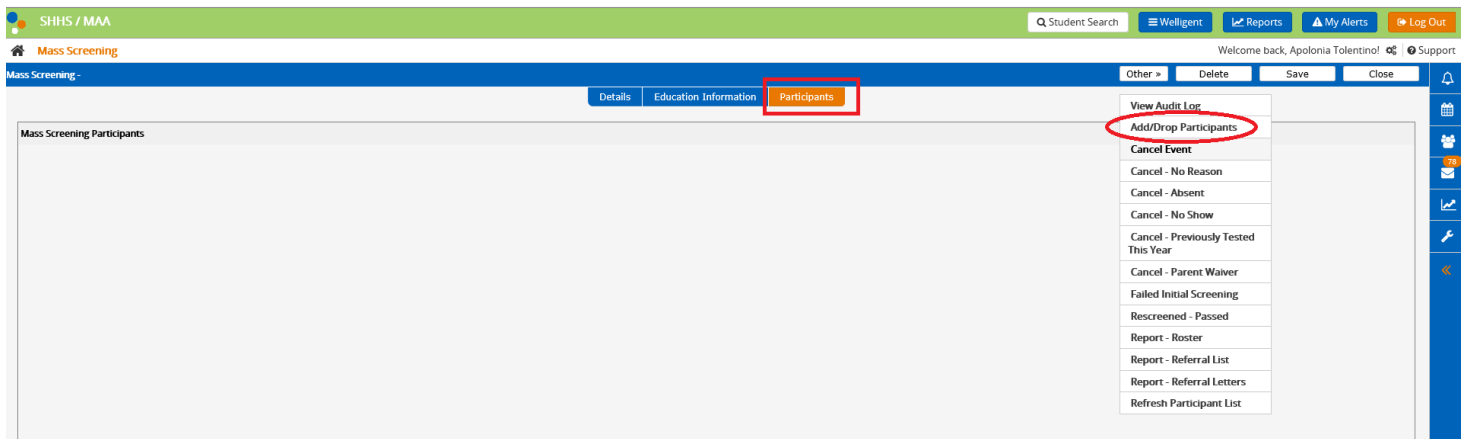 SHHS / MAA
Student Search
Welligent
Reports
My Alerts
Log Out
Mass Screening
Welcome back, Apolonia Tolentino!
Support
Mass Screening -
Other »
Delete
Save
Close
Details
Education Information
Participants
View Audit Log
Mass Screening Participants
Add/Drop Participants
Cancel Event
78
Cancel - No Reason
Cancel - Absent
Cancel - No Show
Cancel - Previously Tested
This Year
Cancel - Parent Waiver
Failed Initial Screening
Rescreened - Passed
Report - Roster
Report - Referral List
Report - Referral Letters
Refresh Participant List